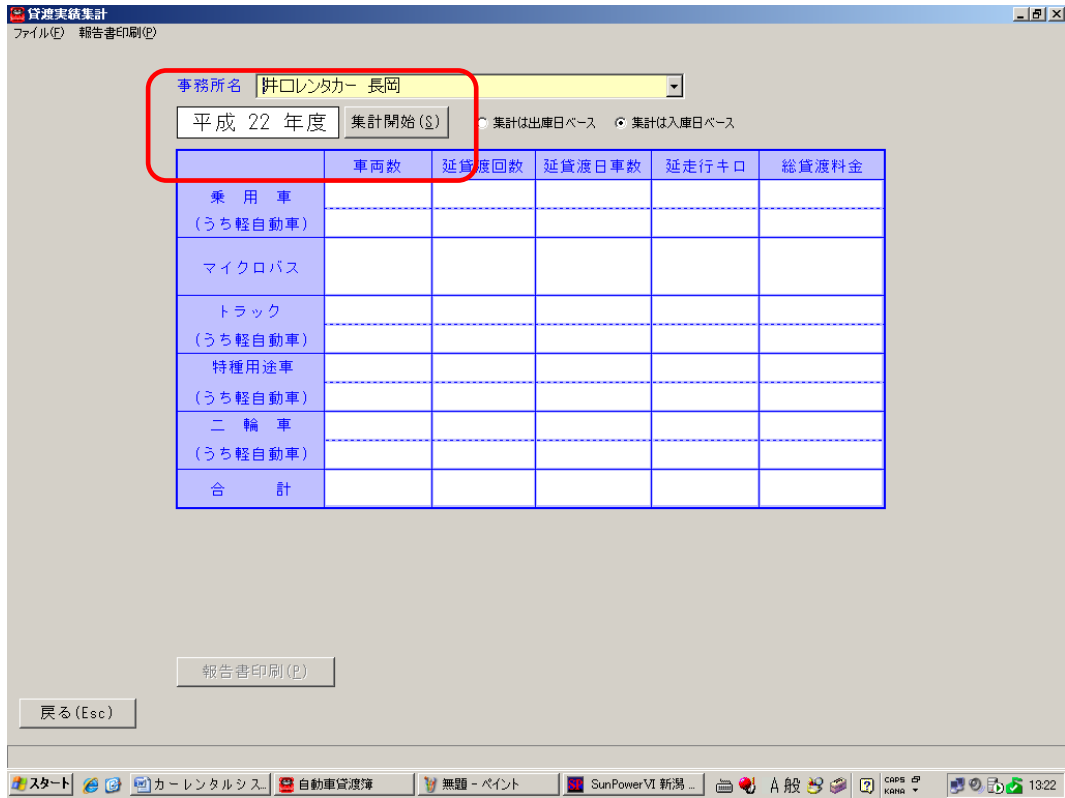 貸渡実績集計
ファイル(F) 報告書印刷(P)
事務所名 井口レンタカー 長岡
平成 22 年度 集計開始(S) 集計は出庫日ベース 集計は入庫日ベース
車両数 延貸渡回数 延貸渡日車数 延走行キロ 総貸渡料金
乗 用 車
(うち軽自動車)
マイクロバス
トラック
(うち軽自動車)
特種用途車
(うち軽自動車)
二 輪 車
(うち軽自動車)
合 計
報告書印刷(P)
戻る(Esc)
スタート カーレンタルシス... 自動車貸渡簿 無題 - ペイント SunPowerVI 新潟 ... A 般 CAPS KANA 13:22